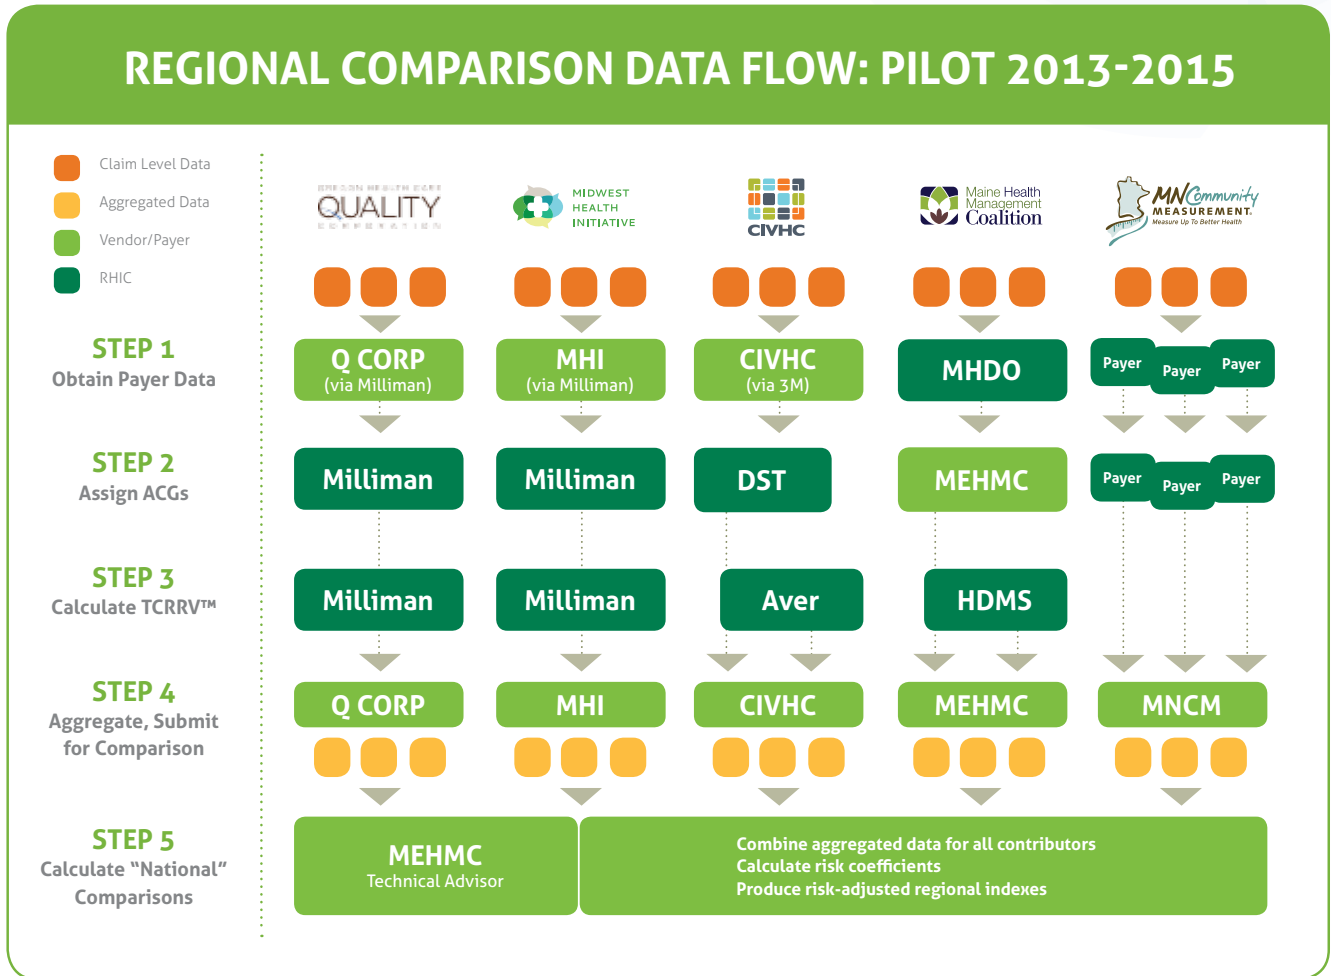 REGIONAL COMPARISON DATA FLOW: PILOT 2013-2015
Claim Level Data
Aggregated Data
Vendor/Payer
RHIC
OREGON HEALTH CARE
QUALITY
CORPORATION
MIDWEST
HEALTH
INITIATIVE
CIVHC
Maine Health
Management
Coalition
MNCommunity
MEASUREMENT.
Measure Up To Better Health
STEP 1
Obtain Payer Data
Q CORP
(via Milliman)
MHI
(via Milliman)
CIVHC
(via 3M)
MHDO
Payer
Payer
Payer
STEP 2
Assign ACGs
Milliman
Milliman
DST
MEHMC
Payer
Payer
Payer
STEP 3
Calculate TCRRV™
Milliman
Milliman
Aver
HDMS
STEP 4
Aggregate, Submit
for Comparison
Q CORP
MHI
CIVHC
MEHMC
MNCM
STEP 5
Calculate “National”
Comparisons
MEHMC
Technical Advisor
Combine aggregated data for all contributors
Calculate risk coefficients
Produce risk-adjusted regional indexes